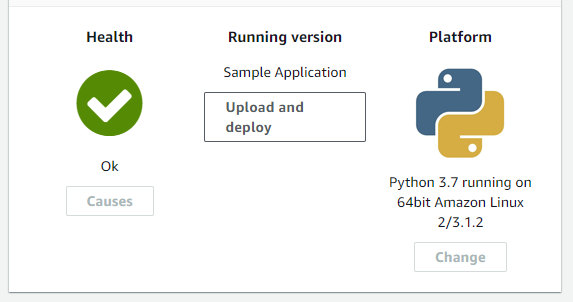 Health
Ok
Causes
Running version
Sample Application
Upload and
deploy
Platform
Python 3.7 running on
64bit Amazon Linux
2/3.1.2
Change